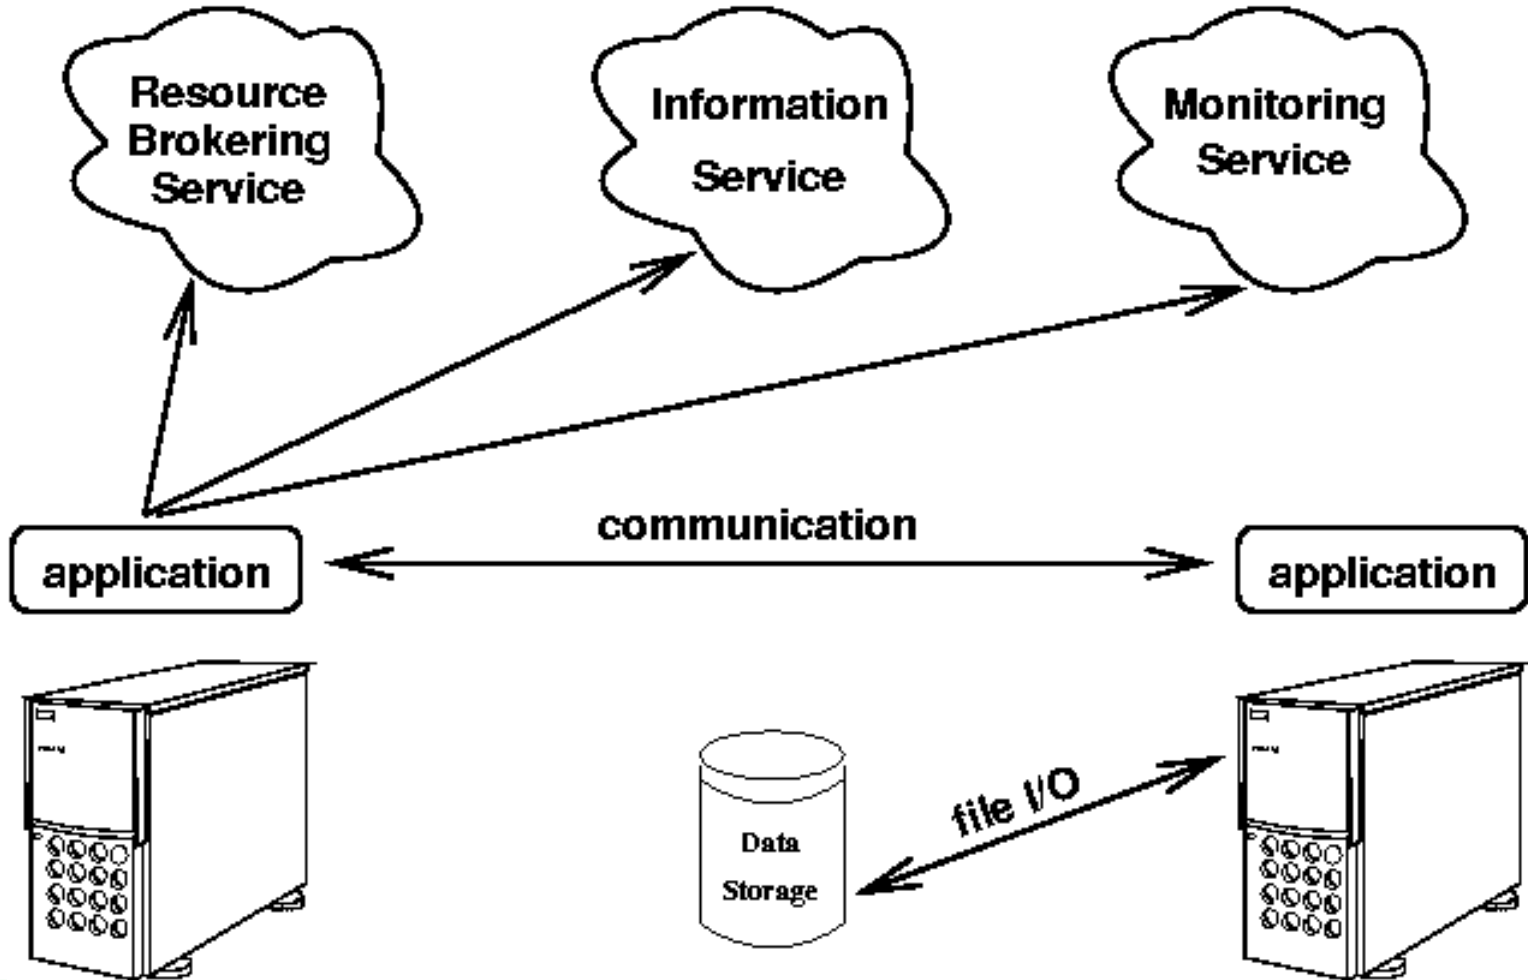 Resource
Brokering
Service
Information
Service
Monitoring
Service
communication
application
application
file I/O
Data
Storage